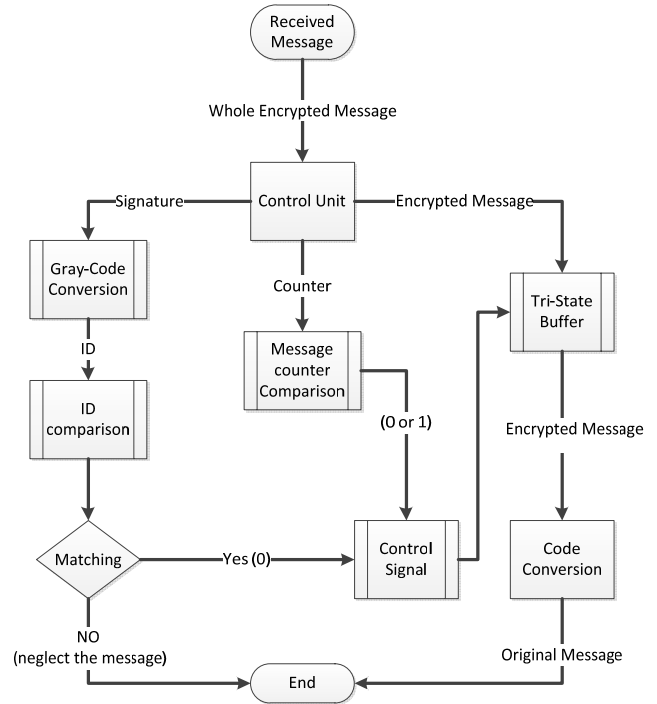 Received
Message
Whole Encrypted Message
Signature
Control Unit
Encrypted Message
Gray-Code
Conversion
Counter
Tri-State
Buffer
ID
Message
counter
Comparison
ID
comparison
(0 or 1)
Encrypted Message
Matching
Yes (0)
Control
Signal
Code
Conversion
NO
(neglect the message)
Original Message
End